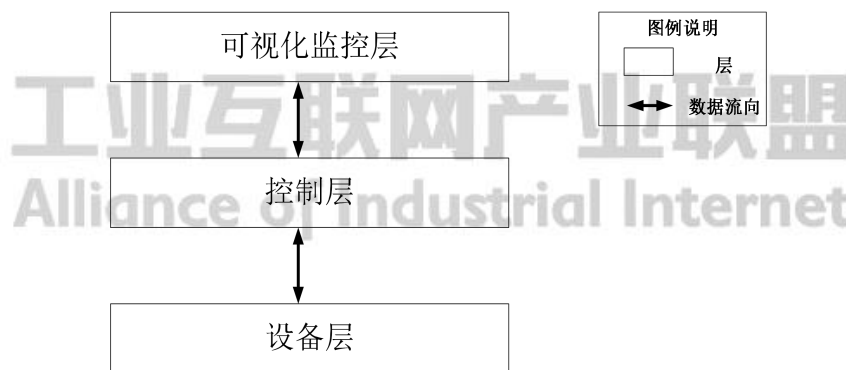 可视化监控层
图例说明
层
数据流向
工业互联网产业联盟
控制层
Alliance of Industrial Internet
设备层